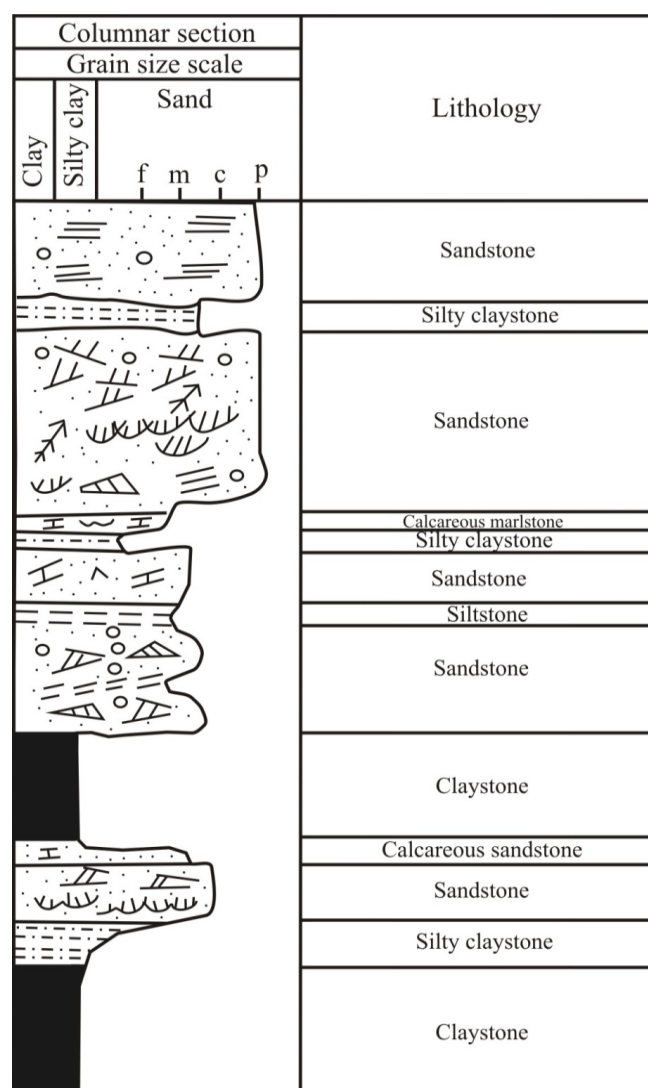 Columnar section
Grain size scale
Clay
Silty clay
Sand
f m c p
Lithology
Sandstone
Silty claystone
Sandstone
Calcareous marlstone
Silty claystone
Sandstone
Siltstone
Sandstone
Claystone
Calcareous sandstone
Sandstone
Silty claystone
Claystone